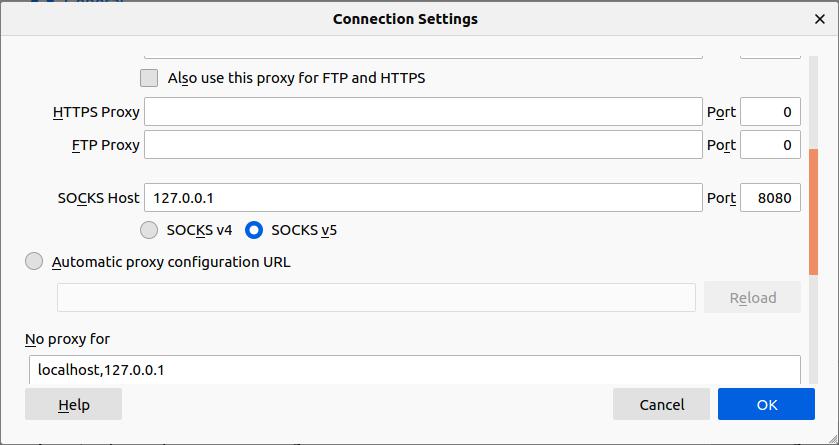 Connection Settings
Also use this proxy for FTP and HTTPS
HTTPS Proxy Port 0
FTP Proxy Port 0
SOCKS Host 127.0.0.1 Port 8080
SOCKS v4 SOCKS v5
Automatic proxy configuration URL
Reload
No proxy for
localhost,127.0.0.1
Help Cancel OK